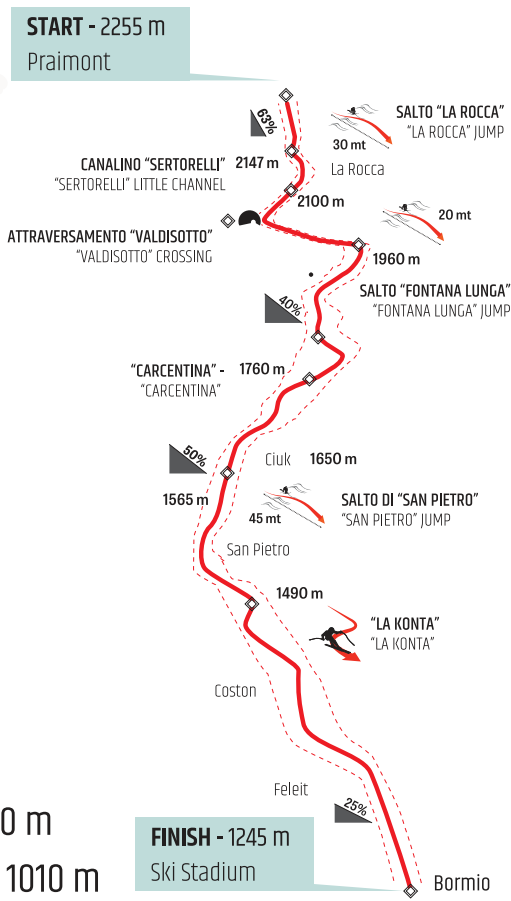 START - 2255 m
Praimont
63%
SALTO "LA ROCCA"
"LA ROCCA" JUMP
30 mt
La Rocca
CANALINO "SERTORELLI"
"SERTORELLI" LITTLE CHANNEL
2147 m
2100 m
20 mt
ATTRAVERSAMENTO "VALDISOTTO"
"VALDISOTTO" CROSSING
1960 m
SALTO "FONTANA LUNGA"
"FONTANA LUNGA" JUMP
40%
"CARCENTINA" -
"CARCENTINA"
1760 m
50%
Ciuk 1650 m
1565 m
SALTO DI "SAN PIETRO"
"SAN PIETRO" JUMP
45 mt
San Pietro
1490 m
"LA KONTA"
"LA KONTA"
Coston
Feleit
25%
0 m
1010 m
FINISH - 1245 m
Ski Stadium
Bormio